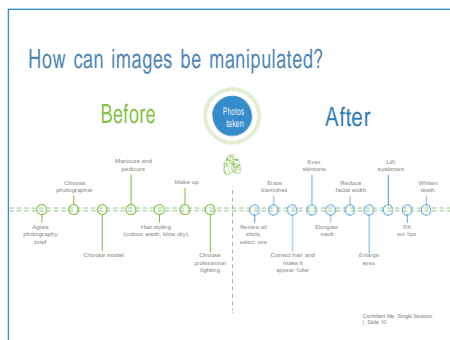 How can images be manipulated?
Before
Photos
taken
After
Manicure and
pedicure
Choose
photographer
Make up
Agree
photography
brief
Choose model
Hair styling
(colour wash, blow dry)
Choose
professional
lighting
Even
skintone
Lift
eyebrows
Erase
blemishes
Reduce
facial width
Whiten
teeth
Review all
shots,
select one
Correct hair and
make it
appear fuller
Elongate
neck
Enlarge
eyes
Fill
out lips
Confident Me: Single Session
| Slide 10